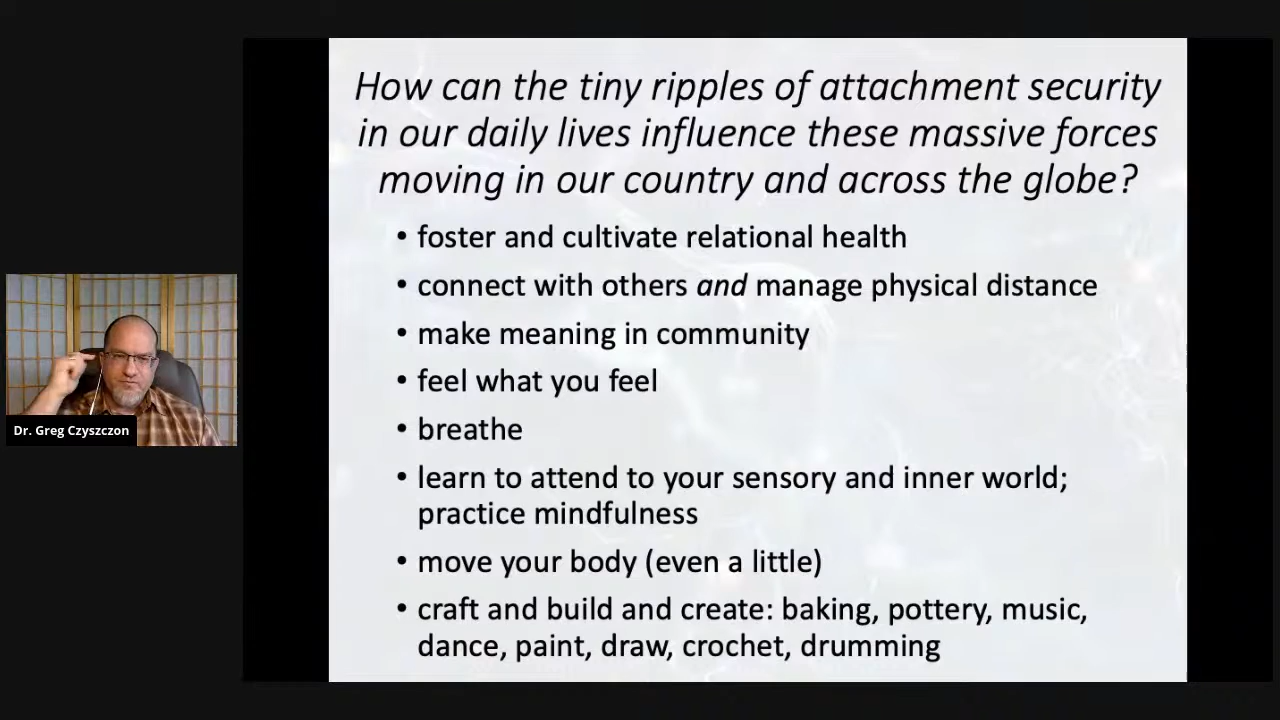 How can the tiny ripples of attachment security
in our daily lives influence these massive forces
moving in our country and across the globe?
• foster and cultivate relational health
• connect with others and manage physical distance
• make meaning in community
• feel what you feel
• breathe
• learn to attend to your sensory and inner world;
practice mindfulness
• move your body (even a little)
• craft and build and create: baking, pottery, music,
dance, paint, draw, crochet, drumming
Dr. Greg Czyszczon